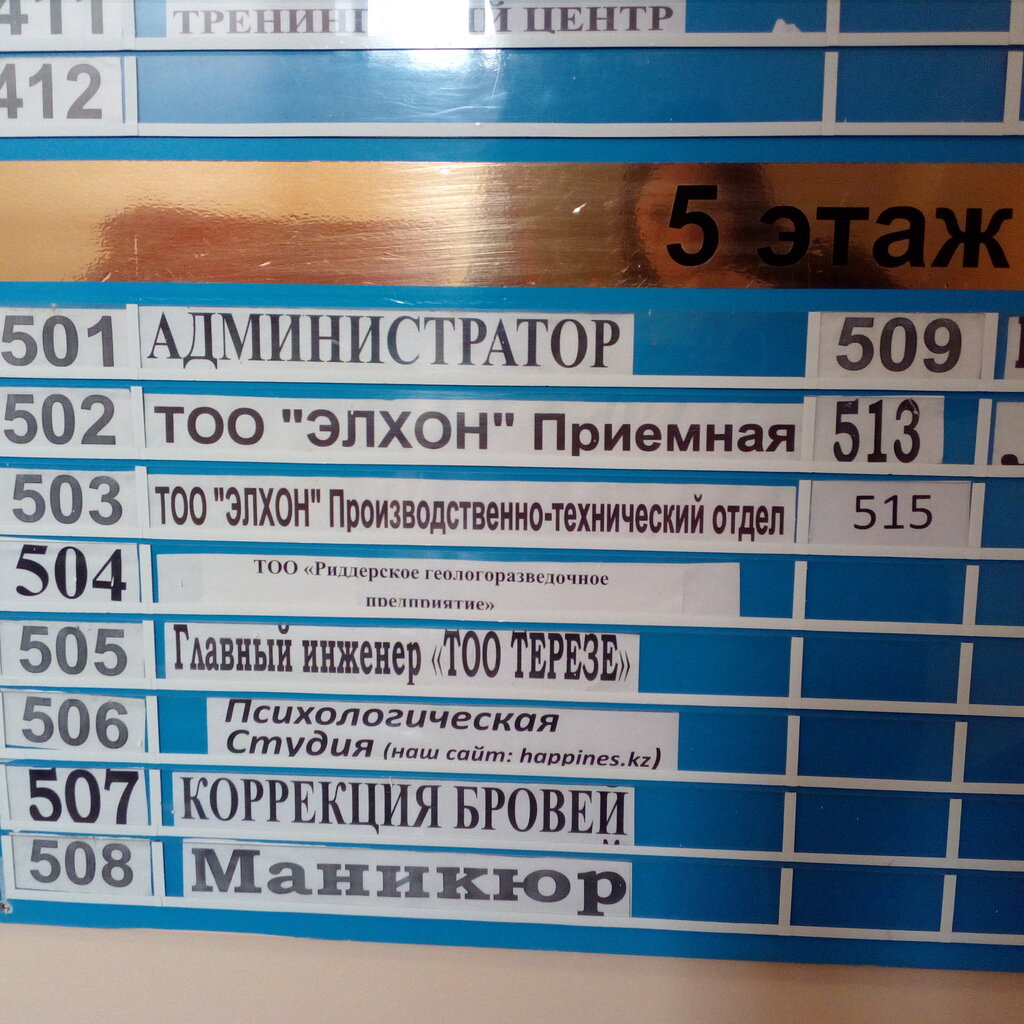 411 ТРЕНИНГОВЫЙ ЦЕНТР
412
5 этаж
501 АДМИНИСТРАТОР 509
502 ТОО "ЭЛХОН" Приемная 513
503 ТОО "ЭЛХОН" Производственно-технический отдел 515
504 ТОО «Риддерское геологоразведочное
предприятие»
505 Главный инженер «ТОО ТЕРЕЗЕ»
506 Психологическая
Студия (наш сайт: happines.kz)
507 КОРРЕКЦИЯ БРОВЕЙ
508 Маникюр